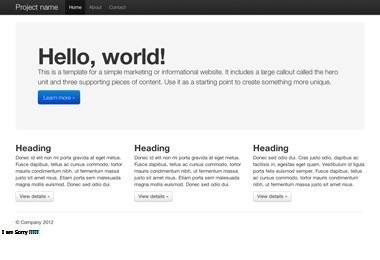 Project name Home About Contact
Hello, world!
This is a template for a simple marketing or informational website. It includes a large callout called the hero
unit and three supporting pieces of content. Use it as a starting point to create something more unique.
Learn more »
Heading Heading Heading
Donec id elit non mi porta gravida at eget metus. Donec id elit non mi porta gravida at eget metus. Donec sed odio dui. Cras justo odio, dapibus ac
Fusce dapibus, tellus ac cursus commodo, tortor Fusce dapibus, tellus ac cursus commodo, tortor facilisis in, egestas eget quam. Vestibulum id ligula
mauris condimentum nibh, ut fermentum massa mauris condimentum nibh, ut fermentum massa porta felis euismod semper. Fusce dapibus, tellus
justo sit amet risus. Etiam porta sem malesuada justo sit amet risus. Etiam porta sem malesuada ac cursus commodo, tortor mauris condimentum
magna mollis euismod. Donec sed odio dui. magna mollis euismod. Donec sed odio dui. nibh, ut fermentum massa justo sit amet risus.
View details » View details » View details »
© Company 2012
I am Sorry !!!!!